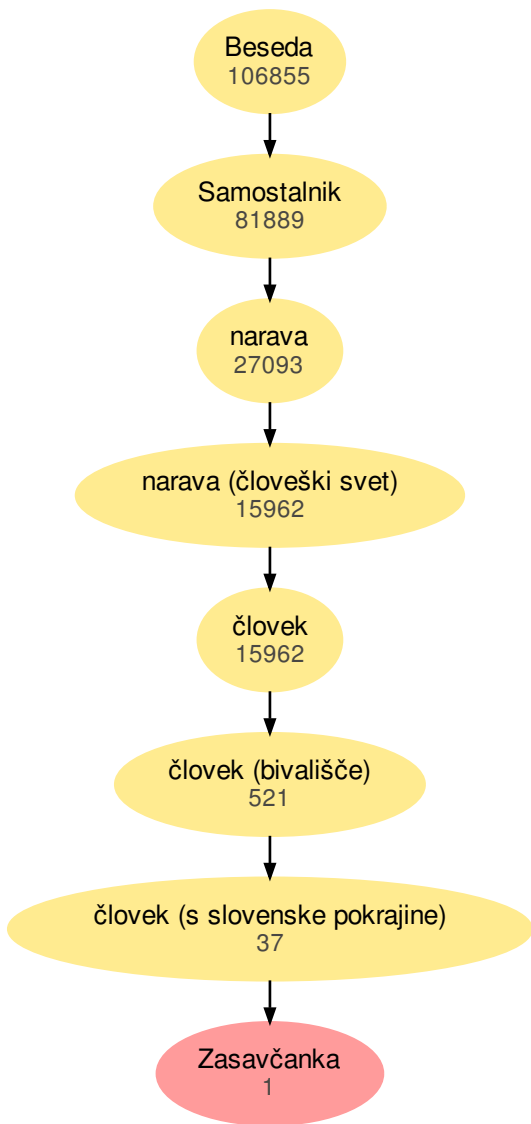 Beseda
106855
Samostalnik
81889
narava
27093
narava (človeški svet)
15962
človek
15962
človek (bivališče)
521
človek (s slovenske pokrajine)
37
Zasavčanka
1